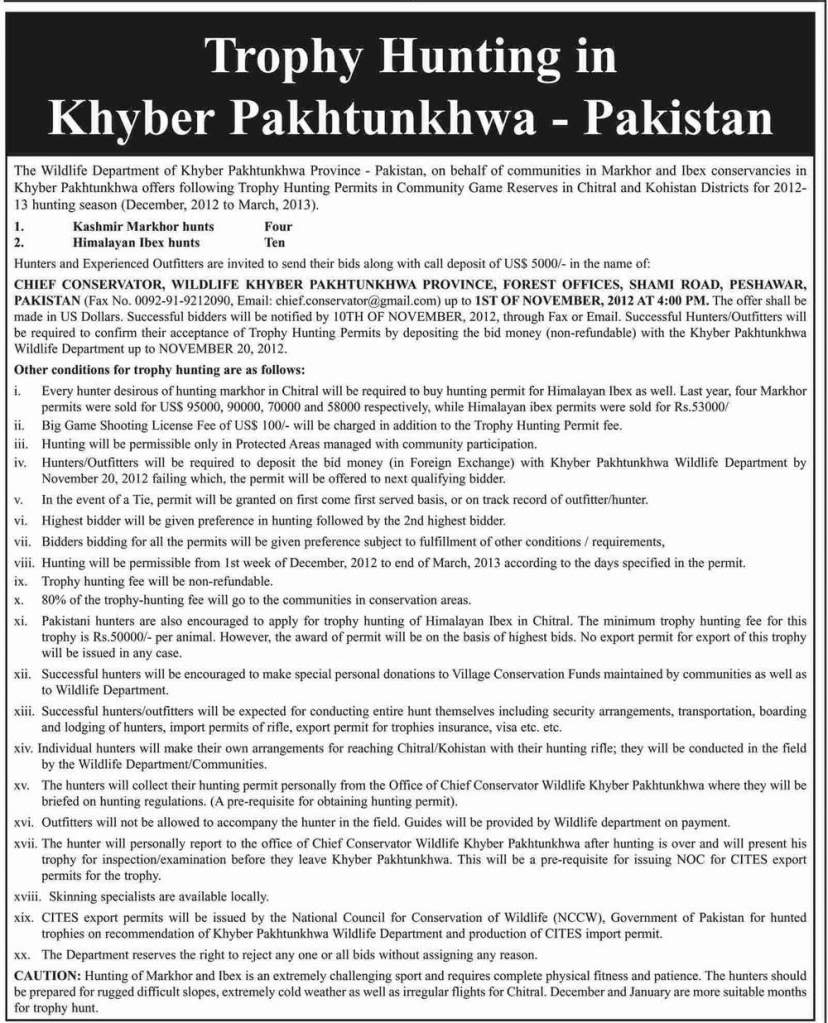 Trophy Hunting in
Khyber Pakhtunkhwa - Pakistan
The Wildlife Department of Khyber Pakhtunkhwa Province - Pakistan, on behalf of communities in Markhor and Ibex conservancies in
Khyber Pakhtunkhwa offers following Trophy Hunting Permits in Community Game Reserves in Chitral and Kohistan Districts for 2012-
13 hunting season (December, 2012 to March, 2013).
1. Kashmir Markhor hunts Four
2. Himalayan Ibex hunts Ten
Hunters and Experienced Outfitters are invited to send their bids along with call deposit of US$ 5000/- in the name of:
CHIEF CONSERVATOR, WILDLIFE KHYBER PAKHTUNKHWA PROVINCE, FOREST OFFICES, SHAMI ROAD, PESHAWAR,
PAKISTAN (Fax No. 0092-91-9212090, Email: chief.conservator@gmail.com) up to 1ST OF NOVEMBER, 2012 AT 4:00 PM. The offer shall be
made in US Dollars. Successful bidders will be notified by 10TH OF NOVEMBER, 2012, through Fax or Email. Successful Hunters/Outfitters will
be required to confirm their acceptance of Trophy Hunting Permits by depositing the bid money (non-refundable) with the Khyber Pakhtunkhwa
Wildlife Department up to NOVEMBER 20, 2012.
Other conditions for trophy hunting are as follows:
i. Every hunter desirous of hunting markhor in Chitral will be required to buy hunting permit for Himalayan Ibex as well. Last year, four Markhor
permits were sold for US$ 95000, 90000, 70000 and 58000 respectively, while Himalayan ibex permits were sold for Rs.53000/
ii. Big Game Shooting License Fee of US$ 100/- will be charged in addition to the Trophy Hunting Permit fee.
iii. Hunting will be permissible only in Protected Areas managed with community participation.
iv. Hunters/Outfitters will be required to deposit the bid money (in Foreign Exchange) with Khyber Pakhtunkhwa Wildlife Department by
November 20, 2012 failing which, the permit will be offered to next qualifying bidder.
v. In the event of a Tie, permit will be granted on first come first served basis, or on track record of outfitter/hunter.
vi. Highest bidder will be given preference in hunting followed by the 2nd highest bidder.
vii. Bidders bidding for all the permits will be given preference subject to fulfillment of other conditions / requirements,
viii. Hunting will be permissible from 1st week of December, 2012 to end of March, 2013 according to the days specified in the permit.
ix. Trophy hunting fee will be non-refundable.
x. 80% of the trophy-hunting fee will go to the communities in conservation areas.
xi. Pakistani hunters are also encouraged to apply for trophy hunting of Himalayan Ibex in Chitral. The minimum trophy hunting fee for this
trophy is Rs.50000/- per animal. However, the award of permit will be on the basis of highest bids. No export permit for export of this trophy
will be issued in any case.
xii. Successful hunters will be encouraged to make special personal donations to Village Conservation Funds maintained by communities as well as
to Wildlife Department.
xiii. Successful hunters/outfitters will be expected for conducting entire hunt themselves including security arrangements, transportation, boarding
and lodging of hunters, import permits of rifle, export permit for trophies insurance, visa etc. etc.
xiv. Individual hunters will make their own arrangements for reaching Chitral/Kohistan with their hunting rifle; they will be conducted in the field
by the Wildlife Department/Communities.
xv. The hunters will collect their hunting permit personally from the Office of Chief Conservator Wildlife Khyber Pakhtunkhwa where they will be
briefed on hunting regulations. (A pre-requisite for obtaining hunting permit).
xvi. Outfitters will not be allowed to accompany the hunter in the field. Guides will be provided by Wildlife department on payment.
xvii. The hunter will personally report to the office of Chief Conservator Wildlife Khyber Pakhtunkhwa after hunting is over and will present his
trophy for inspection/examination before they leave Khyber Pakhtunkhwa. This will be a pre-requisite for issuing NOC for CITES export
permits for the trophy.
xviii. Skinning specialists are available locally.
xix. CITES export permits will be issued by the National Council for Conservation of Wildlife (NCCW), Government of Pakistan for hunted
trophies on recommendation of Khyber Pakhtunkhwa Wildlife Department and production of CITES import permit.
xx. The Department reserves the right to reject any one or all bids without assigning any reason.
CAUTION: Hunting of Markhor and Ibex is an extremely challenging sport and requires complete physical fitness and patience. The hunters should
be prepared for rugged difficult slopes, extremely cold weather as well as irregular flights for Chitral. December and January are more suitable months
for trophy hunt.